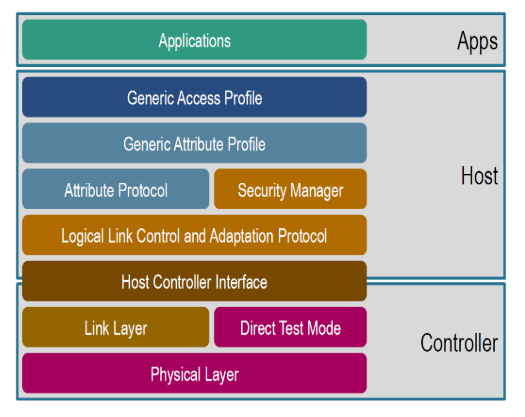 Applications
Apps
Generic Access Profile
Generic Attribute Profile
Host
Attribute Protocol
Security Manager
Logical Link Control and Adaptation Protocol
Host Controller Interface
Link Layer
Direct Test Mode
Controller
Physical Layer